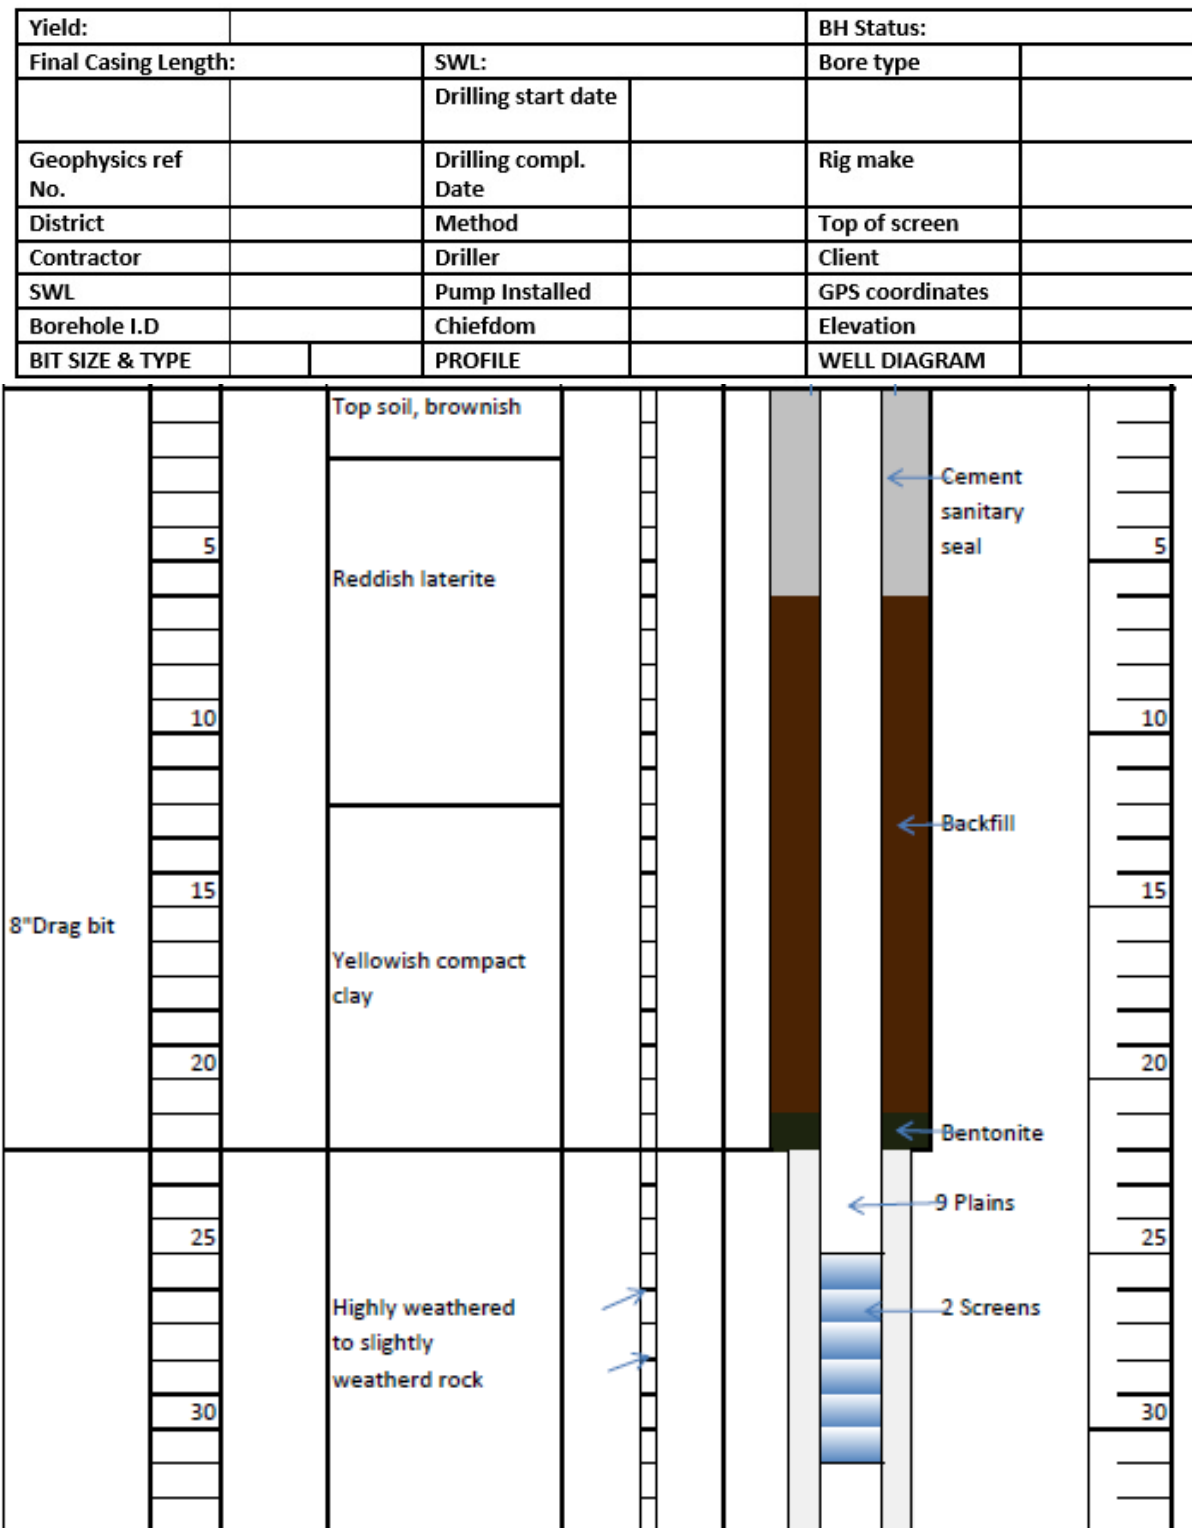 Yield: BH Status:
Final Casing Length: SWL: Bore type
Drilling start date
Geophysics ref Drilling compl. Rig make
No. Date
District Method Top of screen
Contractor Driller Client
SWL Pump Installed GPS coordinates
Borehole I.D Chiefdom Elevation
BIT SIZE & TYPE PROFILE WELL DIAGRAM
Top soil, brownish
Cement
sanitary
5 seal 5
Reddish laterite
10 10
Backfill
15 15
8"Drag bit
Yellowish compact
clay
20 20
Bentonite
9 Plains
25 25
Highly weathered 2 Screens
to slightly
weatherd rock
30 30